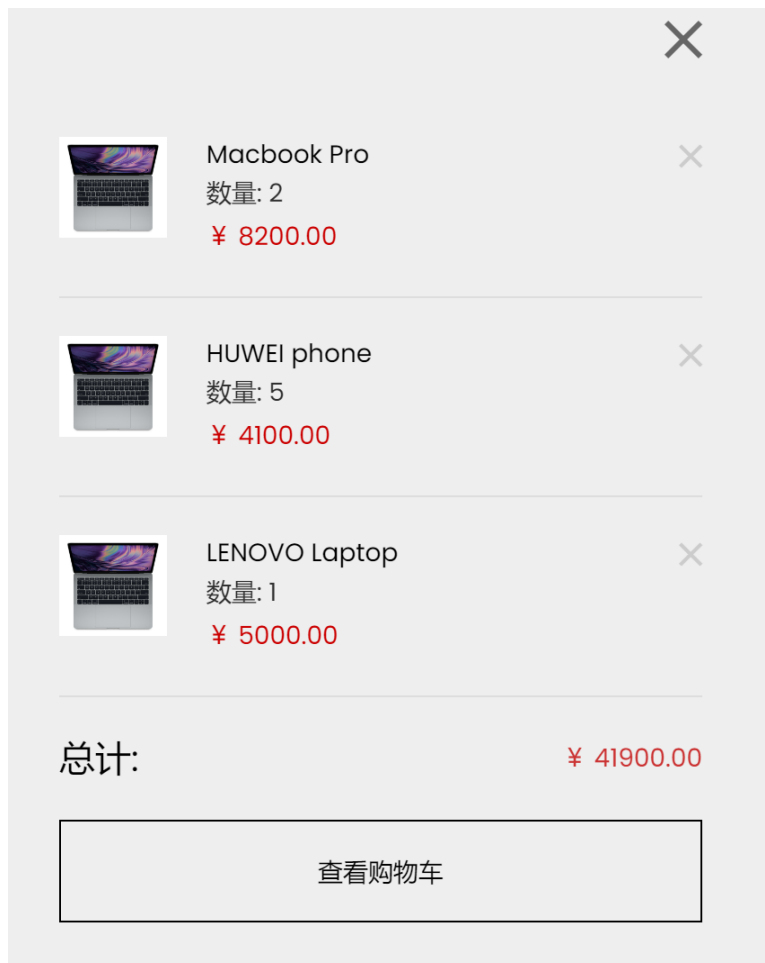 Macbook Pro
数量: 2
￥ 8200.00
HUWEI phone
数量: 5
￥ 4100.00
LENOVO Laptop
数量: 1
￥ 5000.00
总计:
￥ 41900.00
查看购物车